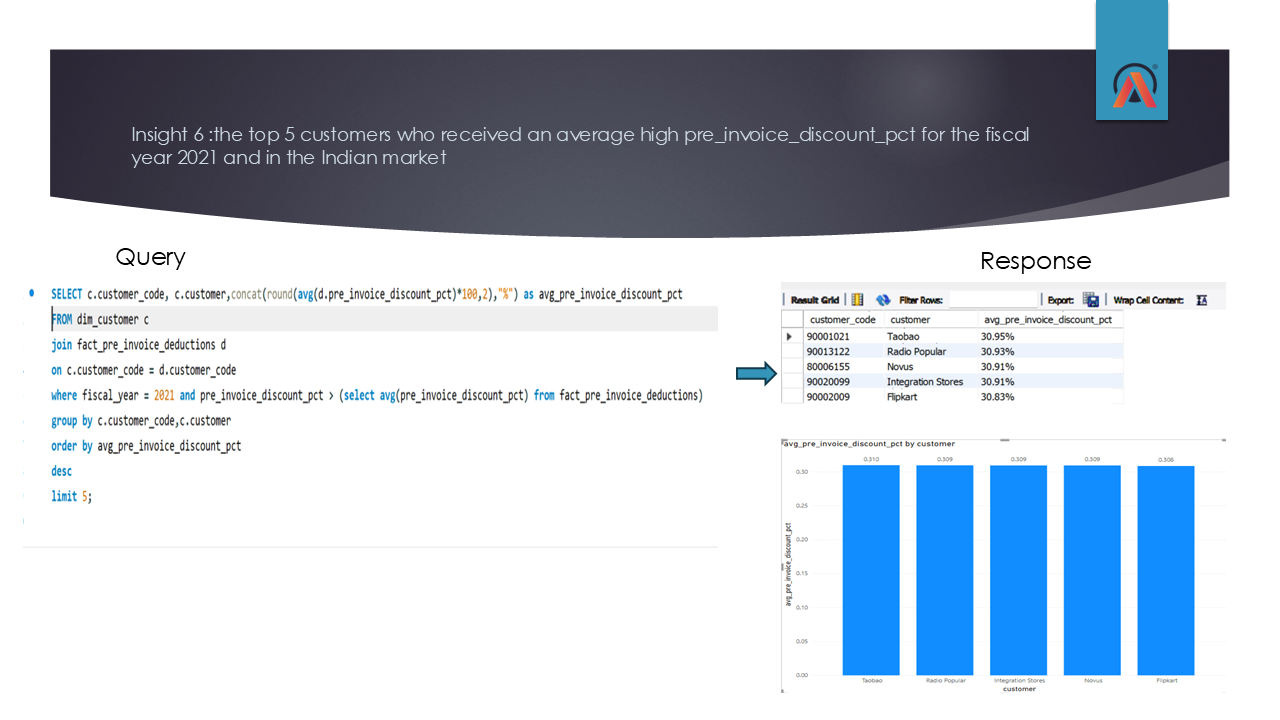 Insight 6 :the top 5 customers who received an average high pre_invoice_discount_pct for the fiscal
year 2021 and in the Indian market
Query
SELECT c.customer_code, c.customer,concat(round(avg(d.pre_invoice_discount_pct)*100,2),"%") as avg_pre_invoice_discount_pct
FROM dim_customer c
join fact_pre_invoice_deductions d
on c.customer_code = d.customer_code
where fiscal_year = 2021 and pre_invoice_discount_pct > (select avg(pre_invoice_discount_pct) from fact_pre_invoice_deductions)
group by c.customer_code,c.customer
order by avg_pre_invoice_discount_pct
desc
limit 5;
Response
Result Grid Filter Rows: Export: Wrap Cell Content:
customer_code customer avg_pre_invoice_discount_pct
90001021 Taobao 30.95%
90013122 Radio Popular 30.93%
80006155 Novus 30.91%
90020099 Integration Stores 30.91%
90002009 Flipkart 30.83%
avg_pre_invoice_discount_pct by customer
0.310 0.309 0.309 0.309 0.308
0.30
0.25
0.20
0.15
0.10
0.05
0.00
avg_pre_invoice_discount_pct
Taobao Radio Popular Integration Stores Novus Flipkart
customer